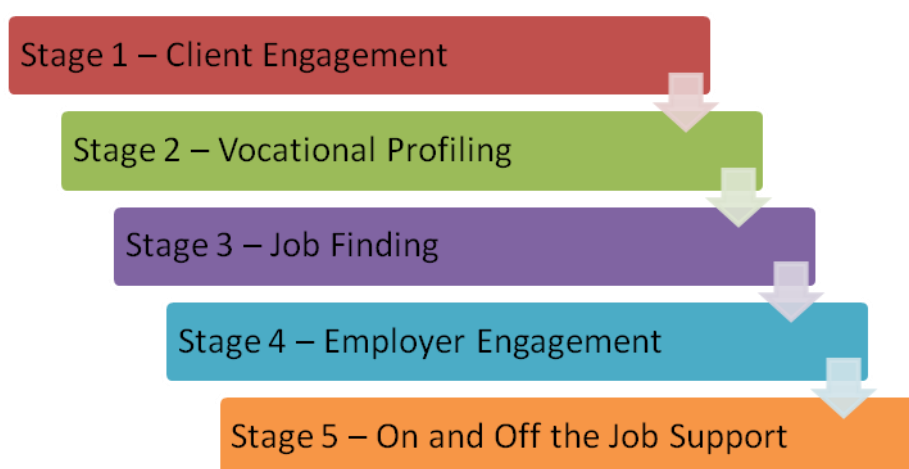 Stage 1 – Client Engagement
Stage 2 – Vocational Profiling
Stage 3 – Job Finding
Stage 4 – Employer Engagement
Stage 5 – On and Off the Job Support